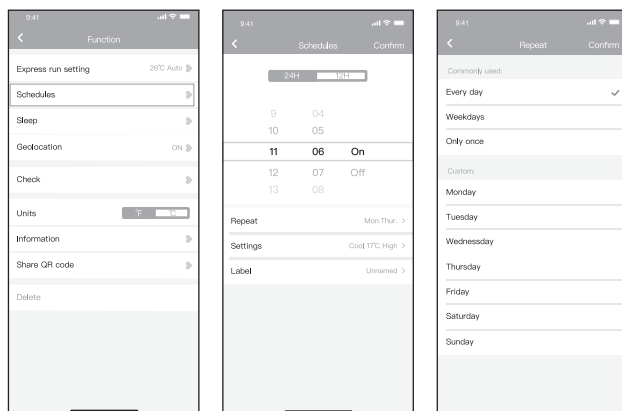 9:41
Function
Express run setting 26°C Auto
Schedules
Sleep
Geolocation ON
Check
Units °F °C
Information
Share QR code
Delete
9:41
Schedules Confirm
24H 12H
9 04
10 05
11 06 On
12 07 Off
13 08
Repeat Mon.Thur. >
Settings Cool 17°C High >
Label Unnamed >
9:41
Repeat Confirm
Commonly used:
Every day
Weekdays
Only once
Custom:
Monday
Tuesday
Wednessday
Thursday
Friday
Saturday
Sunday